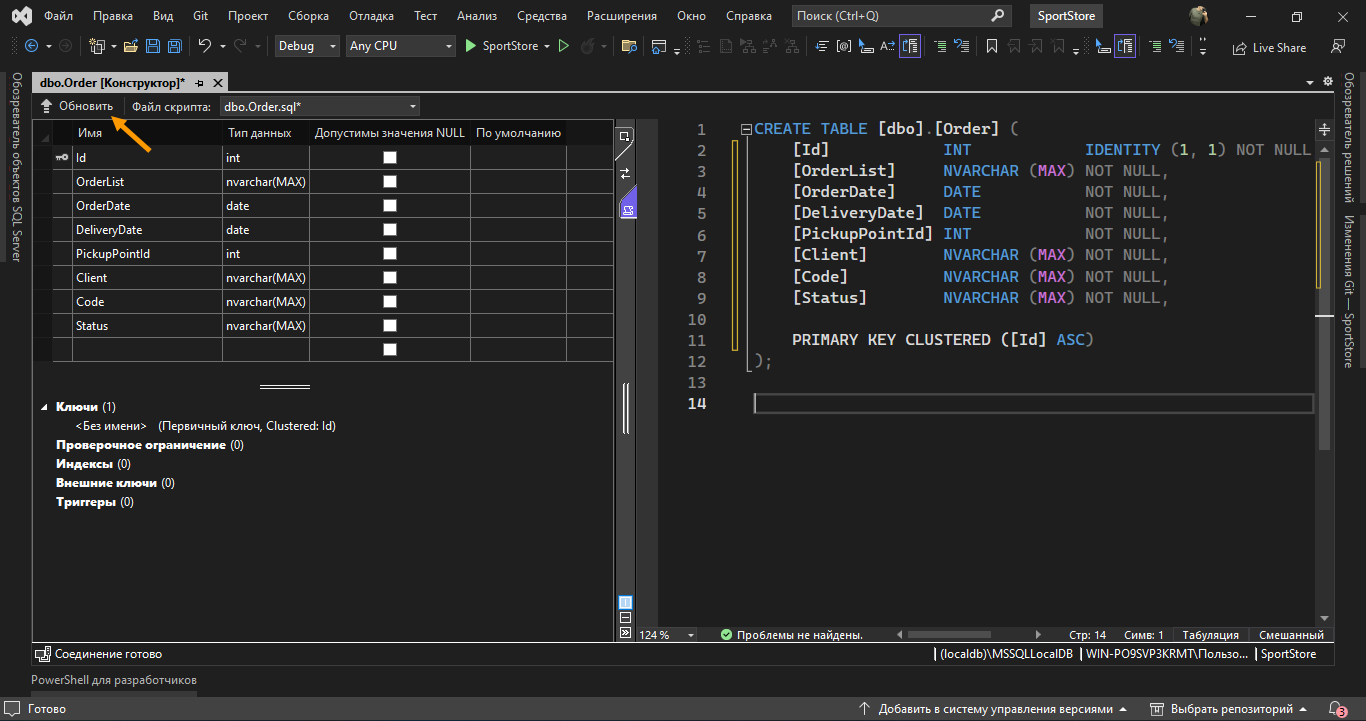 Файл Правка Вид Git Проект Сборка Отладка Тест Анализ Средства Расширения Окно Справка Поиск (Ctrl+Q) SportStore
Debug Any CPU SportStore Live Share
dbo.Order [Конструктор]*
Обновить Файл скрипта: dbo.Order.sql*
Обозреватель объектов SQL Server
Имя Тип данных Допустимы значения NULL По умолчанию
Id int
OrderList nvarchar(MAX)
OrderDate date
DeliveryDate date
PickupPointId int
Client nvarchar(MAX)
Code nvarchar(MAX)
Status nvarchar(MAX)
Ключи (1)
<Без имени> (Первичный ключ, Clustered: Id)
Проверочное ограничение (0)
Индексы (0)
Внешние ключи (0)
Триггеры (0)
1 CREATE TABLE [dbo].[Order] (
2 [Id] INT IDENTITY (1, 1) NOT NULL
3 [OrderList] NVARCHAR (MAX) NOT NULL,
4 [OrderDate] DATE NOT NULL,
5 [DeliveryDate] DATE NOT NULL,
6 [PickupPointId] INT NOT NULL,
7 [Client] NVARCHAR (MAX) NOT NULL,
8 [Code] NVARCHAR (MAX) NOT NULL,
9 [Status] NVARCHAR (MAX) NOT NULL,
10
11 PRIMARY KEY CLUSTERED ([Id] ASC)
12 );
13
14
Обозреватель решений
Изменения Git — SportStore
124 % Проблемы не найдены. Стр: 14 Симв: 1 Табуляция Смешанный
Соединение готово (localdb)\MSSQLLocalDB WIN-PO9SVP3KRMT\Пользо... SportStore
PowerShell для разработчиков
Готово Добавить в систему управления версиями Выбрать репозиторий 3